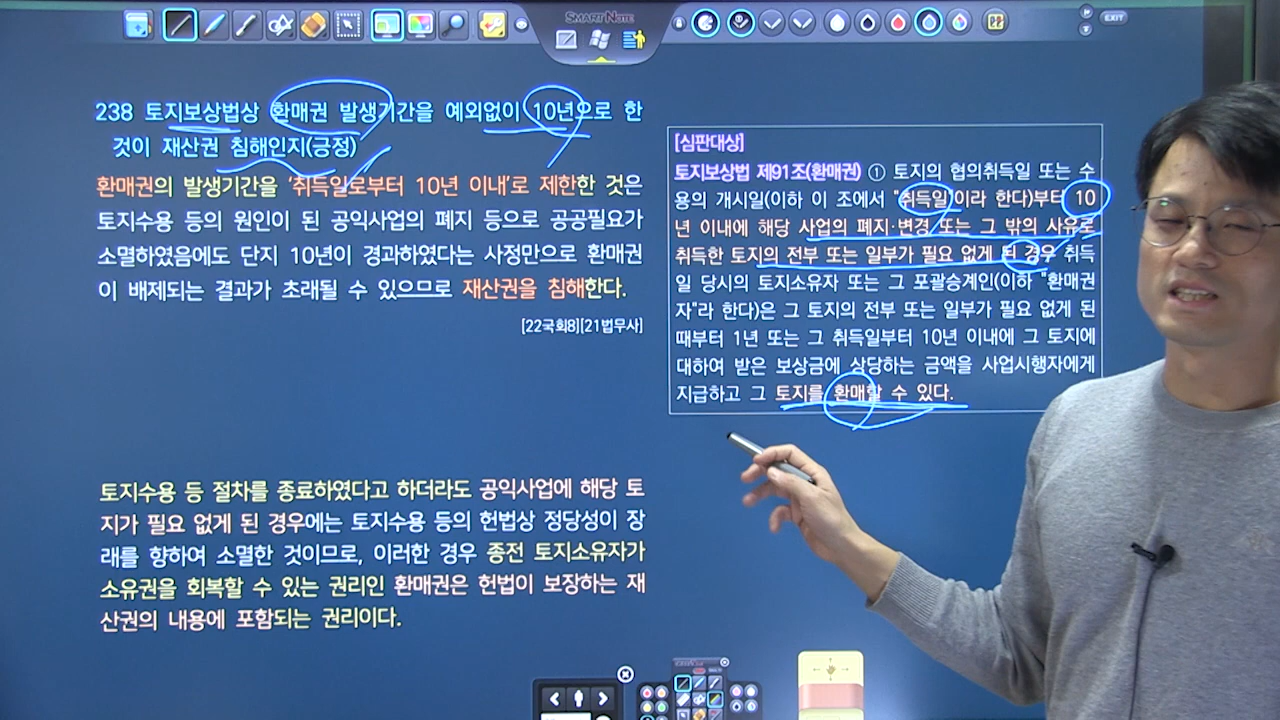 SMART NOTE
EXIT
238 토지보상법상 환매권 발생기간을 예외없이 10년으로 한
것이 재산권 침해인지(긍정)
환매권의 발생기간을 '취득일로부터 10년 이내'로 제한한 것은
토지수용 등의 원인이 된 공익사업의 폐지 등으로 공공필요가
소멸하였음에도 단지 10년이 경과하였다는 사정만으로 환매권
이 배제되는 결과가 초래될 수 있으므로 재산권을 침해한다.
[22국회8][21법무사]
토지수용 등 절차를 종료하였다고 하더라도 공익사업에 해당 토
지가 필요 없게 된 경우에는 토지수용 등의 헌법상 정당성이 장
래를 향하여 소멸한 것이므로, 이러한 경우 종전 토지소유자가
소유권을 회복할 수 있는 권리인 환매권은 헌법이 보장하는 재
산권의 내용에 포함되는 권리이다.
[심판대상]
토지보상법 제91조(환매권) ① 토지의 협의취득일 또는 수
용의 개시일(이하 이 조에서 "취득일"이라 한다)부터 10
년 이내에 해당 사업의 폐지·변경 또는 그 밖의 사유로
취득한 토지의 전부 또는 일부가 필요 없게 된 경우 취득
일 당시의 토지소유자 또는 그 포괄승계인(이하 "환매권
자"라 한다)은 그 토지의 전부 또는 일부가 필요 없게 된
때부터 1년 또는 그 취득일부터 10년 이내에 그 토지에
대하여 받은 보상금에 상당하는 금액을 사업시행자에게
지급하고 그 토지를 환매할 수 있다.